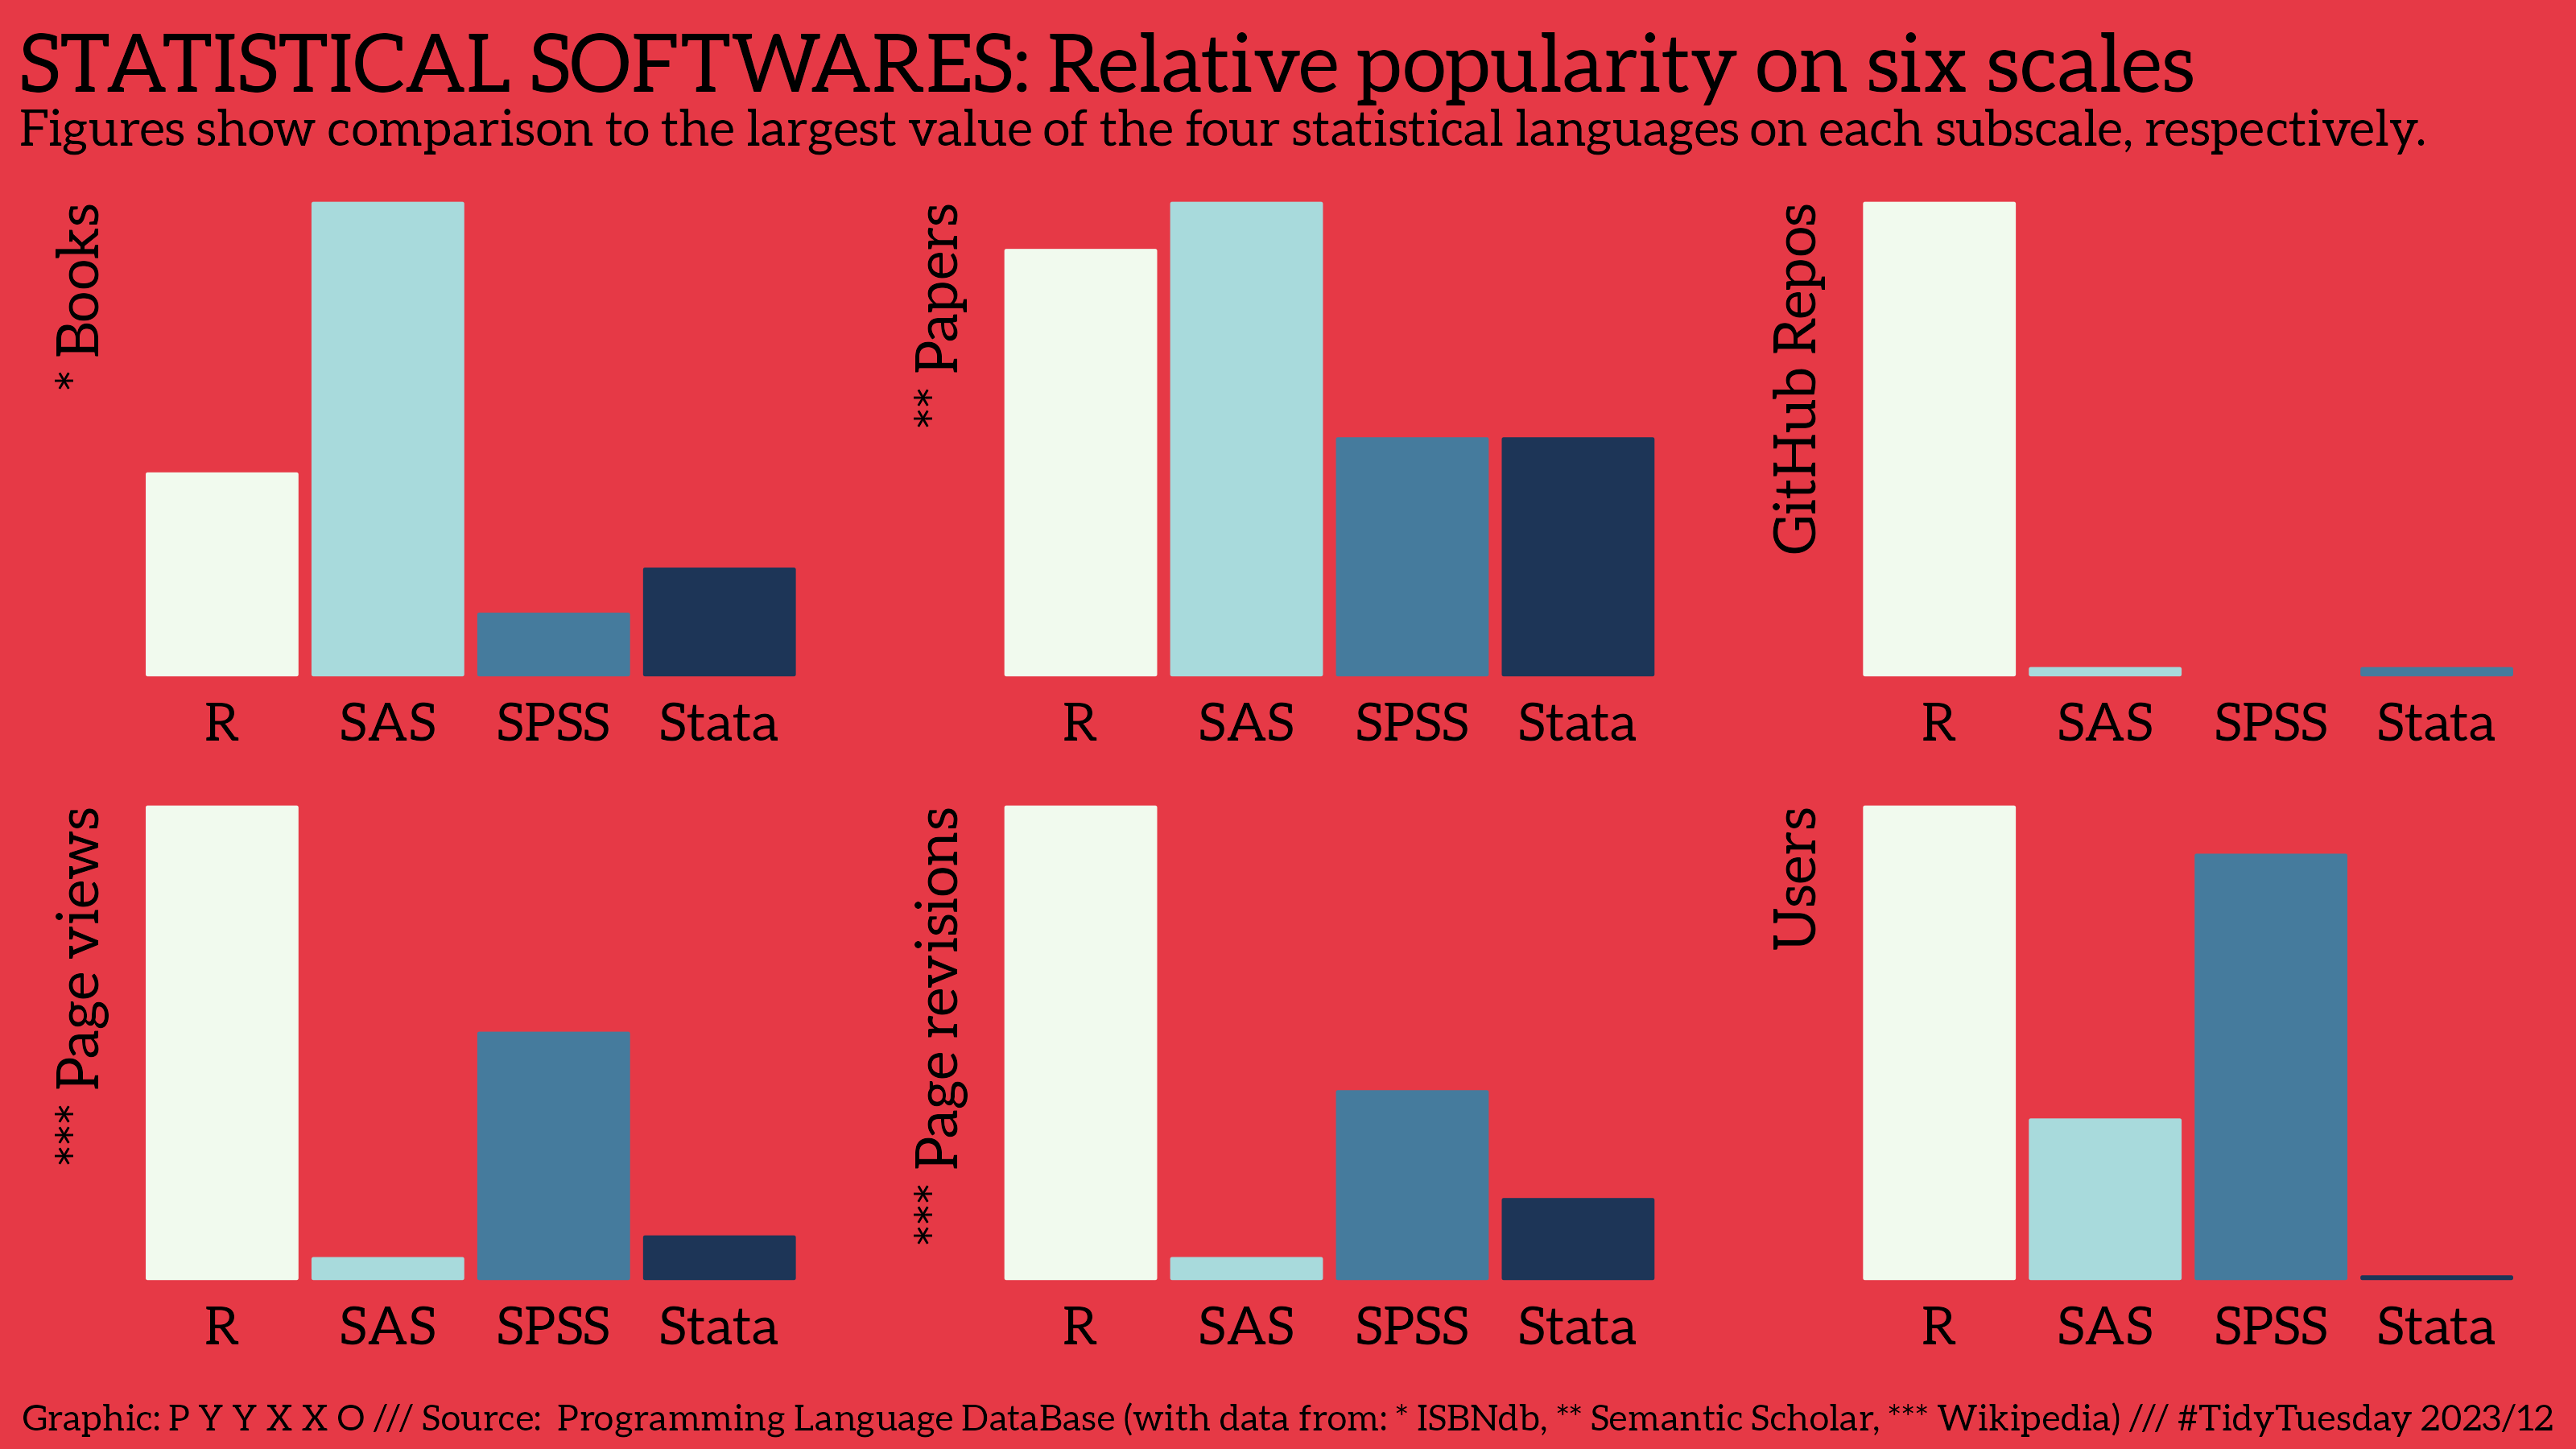 STATISTICAL SOFTWARES: Relative popularity on six scales
Figures show comparison to the largest value of the four statistical languages on each subscale, respectively.
* Books
R SAS SPSS Stata
** Papers
R SAS SPSS Stata
GitHub Repos
R SAS SPSS Stata
*** Page views
R SAS SPSS Stata
*** Page revisions
R SAS SPSS Stata
Users
R SAS SPSS Stata
Graphic: P Y Y X X O /// Source: Programming Language DataBase (with data from: * ISBNdb, ** Semantic Scholar, *** Wikipedia) /// #TidyTuesday 2023/12